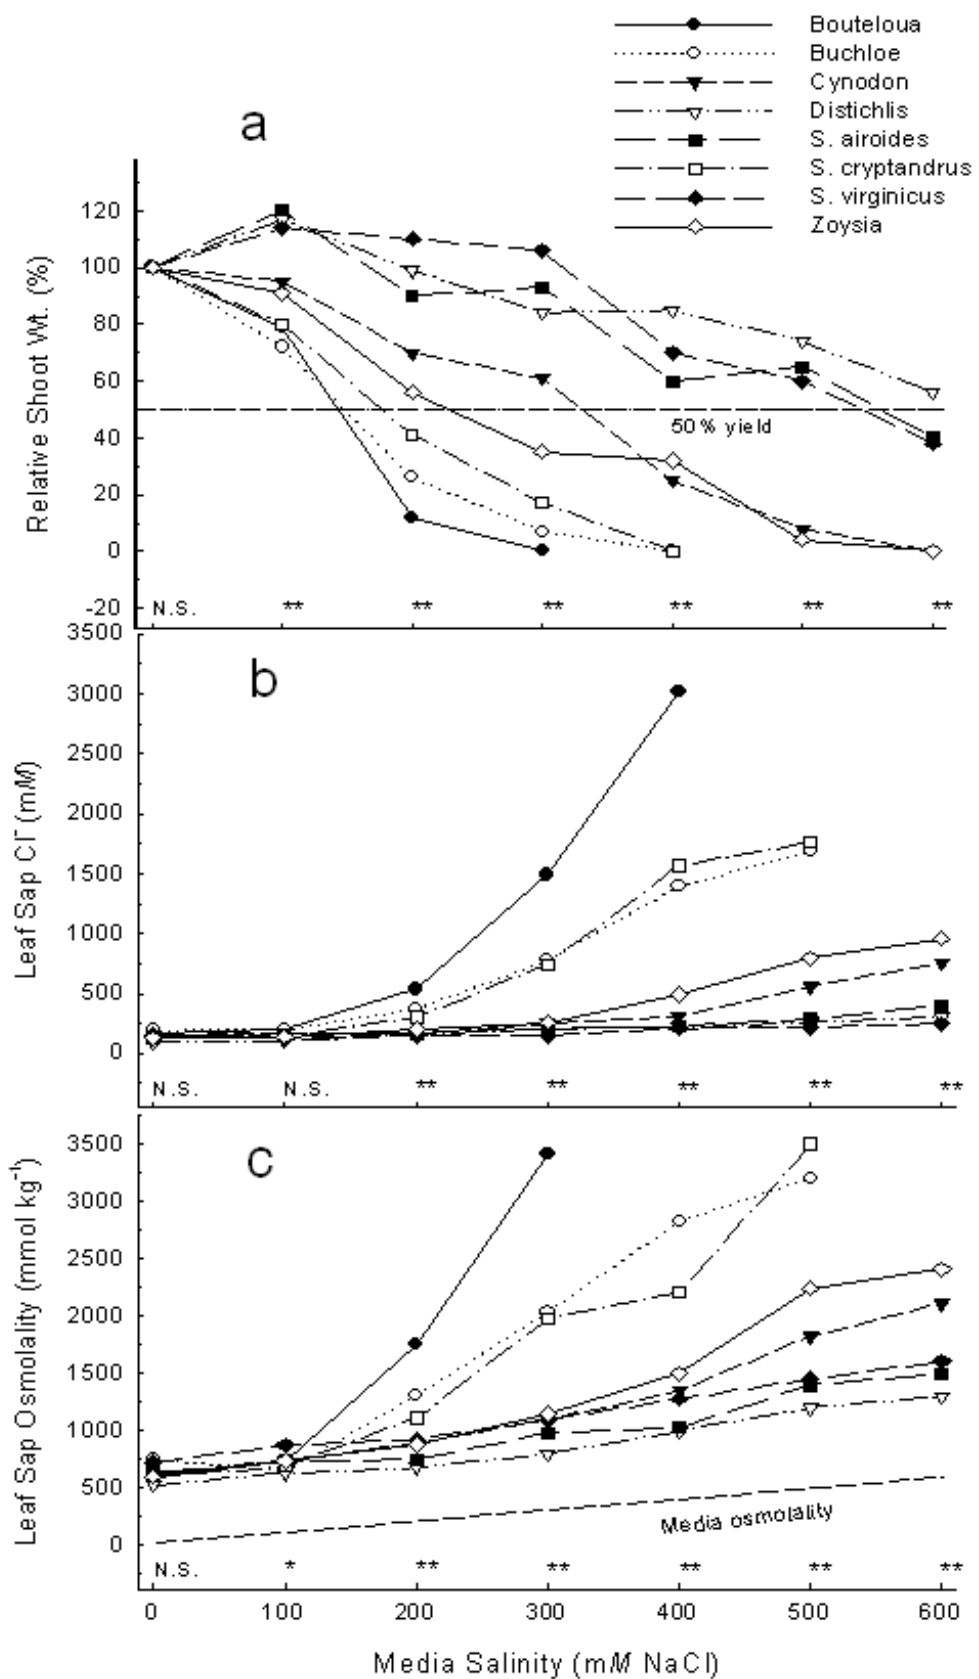 Bouteloua
Buchloe
Cynodon
Distichlis
S. airoides
S. cryptandrus
S. virginicus
Zoysia
a
Relative Shoot Wt. (%)
120
100
80
60
40
20
0
-20
50 % yield
N.S. ** ** ** ** ** **
b
Leaf Sap Cl⁻ (mM)
3500
3000
2500
2000
1500
1000
500
0
N.S. N.S. ** ** ** ** **
c
Leaf Sap Osmolality (mmol kg⁻¹)
3500
3000
2500
2000
1500
1000
500
0
Media osmolality
N.S. * ** ** ** ** **
0 100 200 300 400 500 600
Media Salinity (mM NaCl)